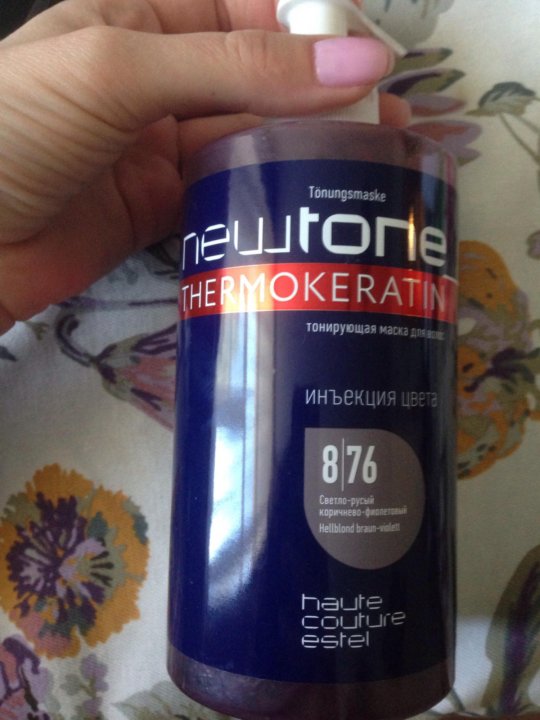 Tönungsmaske
newtone
THERMOKERATIN
тонирующая маска для волос
инъекция цвета
8|76
Светло-русый
коричнево-фиолетовый
Hellblond braun-violett
haute
couture
estel